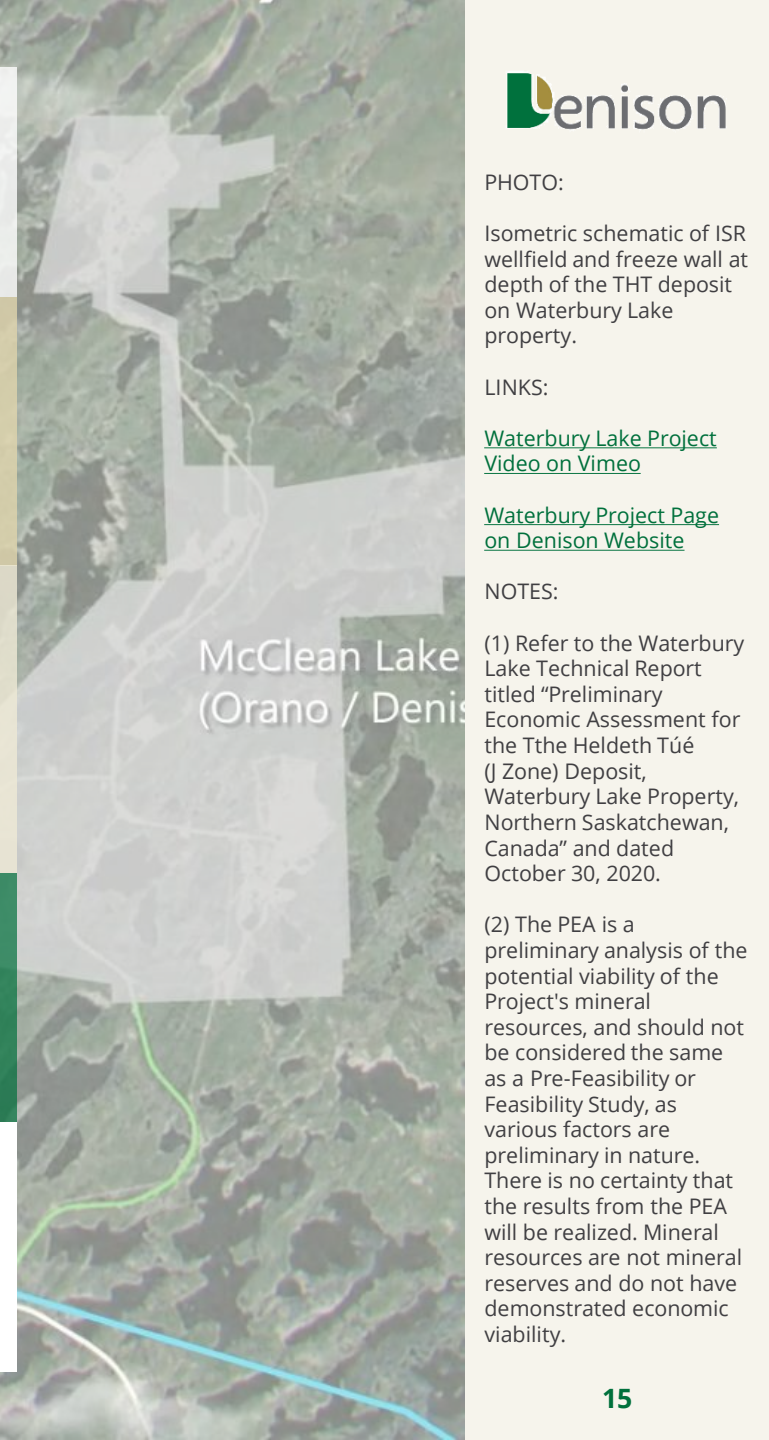 McClean Lake
(Orano / Denis
Denison
PHOTO:
Isometric schematic of ISR
wellfield and freeze wall at
depth of the THT deposit
on Waterbury Lake
property.
LINKS:
Waterbury Lake Project
Video on Vimeo
Waterbury Project Page
on Denison Website
NOTES:
(1) Refer to the Waterbury
Lake Technical Report
titled “Preliminary
Economic Assessment for
the Tthe Heldeth Túé
(J Zone) Deposit,
Waterbury Lake Property,
Northern Saskatchewan,
Canada” and dated
October 30, 2020.
(2) The PEA is a
preliminary analysis of the
potential viability of the
Project's mineral
resources, and should not
be considered the same
as a Pre-Feasibility or
Feasibility Study, as
various factors are
preliminary in nature.
There is no certainty that
the results from the PEA
will be realized. Mineral
resources are not mineral
reserves and do not have
demonstrated economic
viability.
15